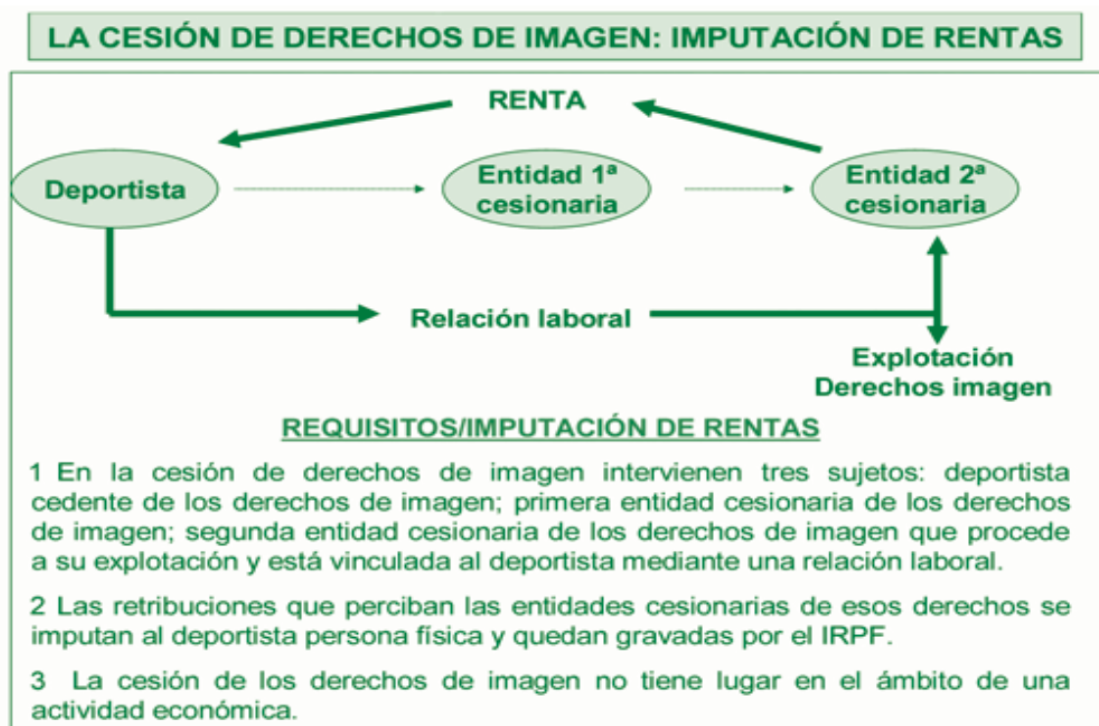 LA CESIÓN DE DERECHOS DE IMAGEN: IMPUTACIÓN DE RENTAS
RENTA
Deportista
Entidad 1ª
cesionaria
Entidad 2ª
cesionaria
Relación laboral
Explotación
Derechos imagen
REQUISITOS/IMPUTACIÓN DE RENTAS
1 En la cesión de derechos de imagen intervienen tres sujetos: deportista
cedente de los derechos de imagen; primera entidad cesionaria de los derechos
de imagen; segunda entidad cesionaria de los derechos de imagen que procede
a su explotación y está vinculada al deportista mediante una relación laboral.
2 Las retribuciones que perciban las entidades cesionarias de esos derechos se
imputan al deportista persona física y quedan gravadas por el IRPF.
3 La cesión de los derechos de imagen no tiene lugar en el ámbito de una
actividad económica.